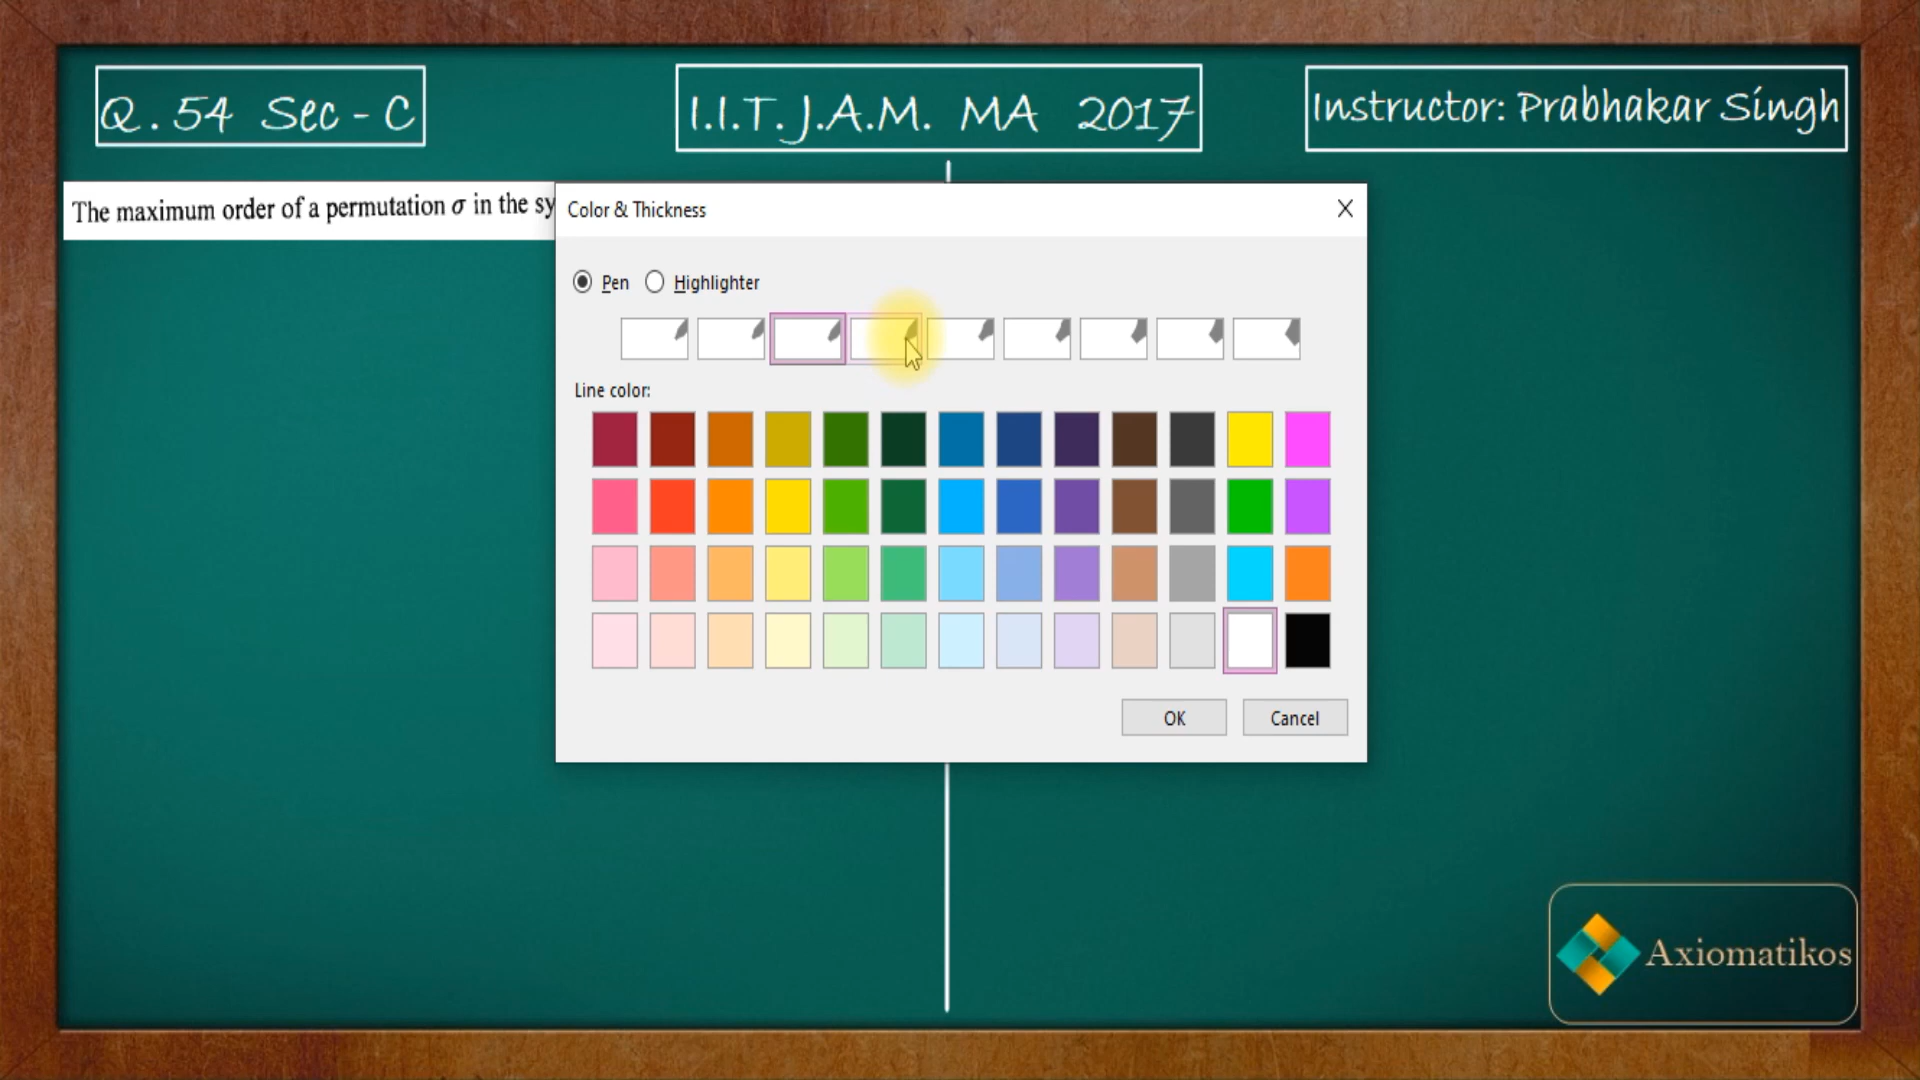 Q. 54 Sec - C
I.I.T. J.A.M. MA 2017
Instructor: Prabhakar Singh
The maximum order of a permutation σ in the sy
Color & Thickness
Pen Highlighter
Line color:
OK Cancel
Axiomatikos